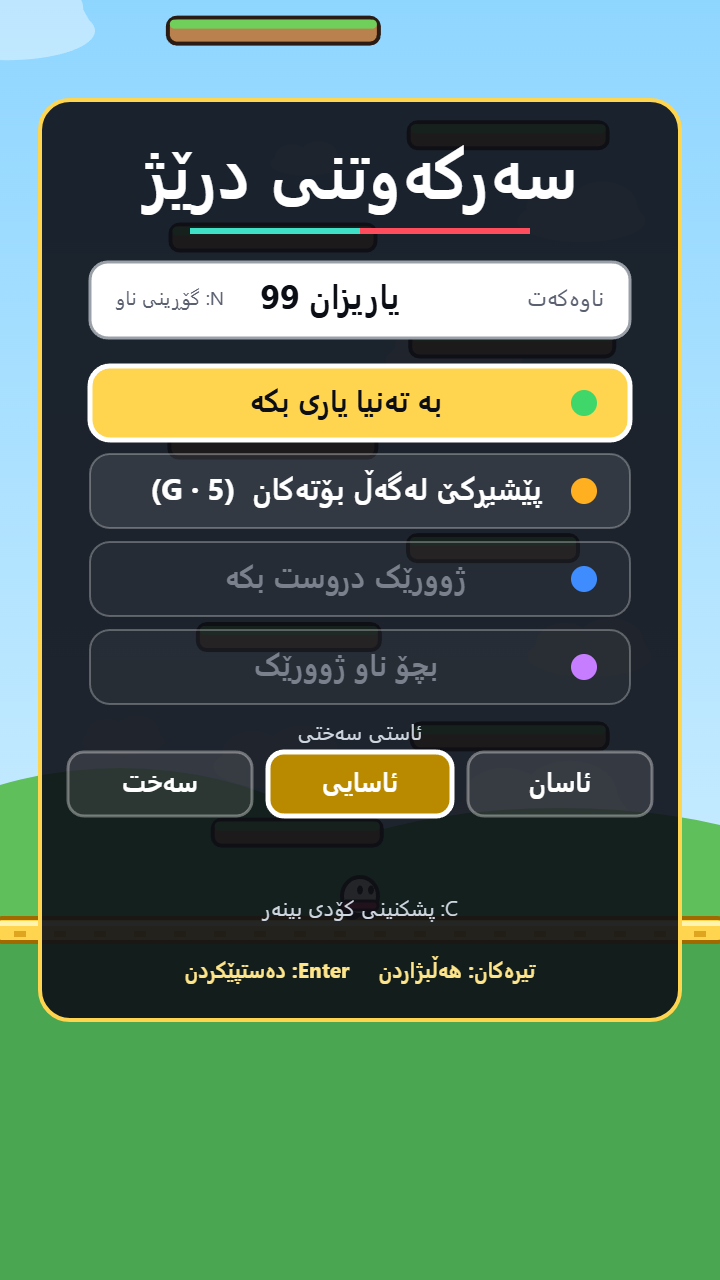 سەرکەوتنی درێژ
ناوەکەت یاریزان 99 N: گۆڕینی ناو
بە تەنیا یاری بکە
پێشبڕکێ لەگەڵ بۆتەکان (G · 5)
ژوورێک دروست بکە
بچۆ ناو ژوورێک
ئاستی سەختی
ئاسان ئاسایی سەخت
C: پشکنینی کۆدی بینەر
تیرەکان: هەڵبژاردن Enter: دەستپێکردن